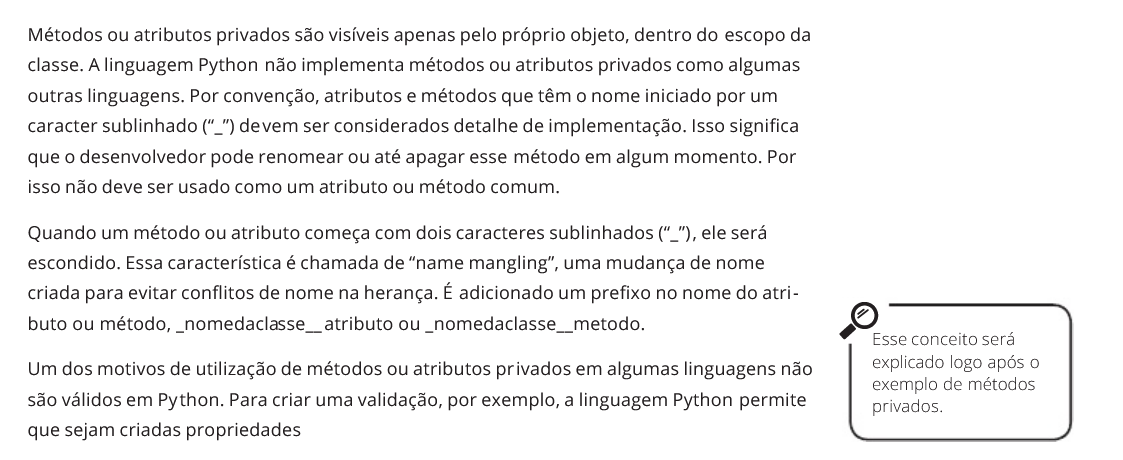 Métodos ou atributos privados são visíveis apenas pelo próprio objeto, dentro do escopo da
classe. A linguagem Python não implementa métodos ou atributos privados como algumas
outras linguagens. Por convenção, atributos e métodos que têm o nome iniciado por um
caracter sublinhado (“_”) devem ser considerados detalhe de implementação. Isso significa
que o desenvolvedor pode renomear ou até apagar esse método em algum momento. Por
isso não deve ser usado como um atributo ou método comum.
Quando um método ou atributo começa com dois caracteres sublinhados (“_”), ele será
escondido. Essa característica é chamada de “name mangling”, uma mudança de nome
criada para evitar conflitos de nome na herança. É adicionado um prefixo no nome do atri-
buto ou método, _nomedaclasse__atributo ou _nomedaclasse__metodo.
Um dos motivos de utilização de métodos ou atributos privados em algumas linguagens não
são válidos em Python. Para criar uma validação, por exemplo, a linguagem Python permite
que sejam criadas propriedades
Esse conceito será
explicado logo após o
exemplo de métodos
privados.